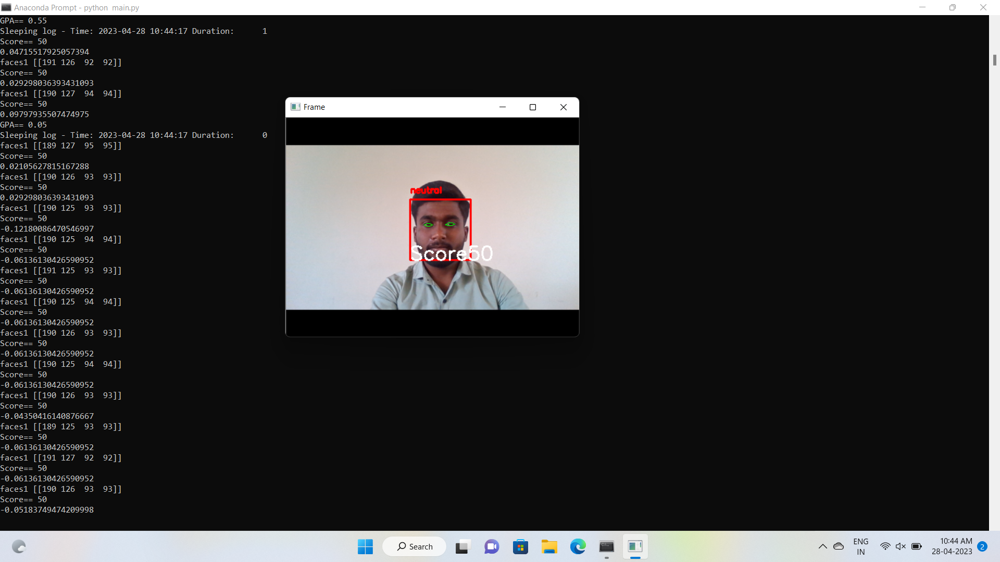 Anaconda Prompt - python  main.py
GPA== 0.55
Sleeping log - Time: 2023-04-28 10:44:17 Duration:      1
Score== 50
0.04715517925057394
faces1 [[191 126  92  92]]
Score== 50
0.029298036393431093
faces1 [[190 127  94  94]]
Score== 50
0.09797935507474975
GPA== 0.05
Sleeping log - Time: 2023-04-28 10:44:17 Duration:      0
faces1 [[189 127  95  95]]
Score== 50
0.02105627815167288
faces1 [[190 126  93  93]]
Score== 50
0.029298036393431093
faces1 [[190 125  93  93]]
Score== 50
-0.12180086470546997
faces1 [[190 125  94  94]]
Score== 50
-0.06136130426590952
faces1 [[191 125  93  93]]
Score== 50
-0.06136130426590952
faces1 [[190 125  94  94]]
Score== 50
-0.06136130426590952
faces1 [[190 126  93  93]]
Score== 50
-0.06136130426590952
faces1 [[190 125  94  94]]
Score== 50
-0.06136130426590952
faces1 [[190 126  93  93]]
Score== 50
-0.04350416140876667
faces1 [[189 125  93  93]]
Score== 50
-0.06136130426590952
faces1 [[191 127  92  92]]
Score== 50
-0.06136130426590952
faces1 [[190 126  93  93]]
Score== 50
-0.05183749474209998
Frame
neutral
Score50
Search
ENG
IN
10:44 AM
28-04-2023
2